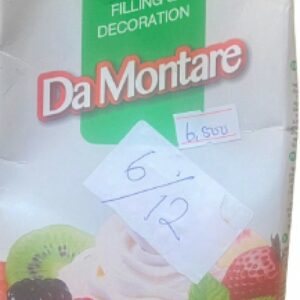 FILLING &
DECORATION
Da Montare
6,500
6
12